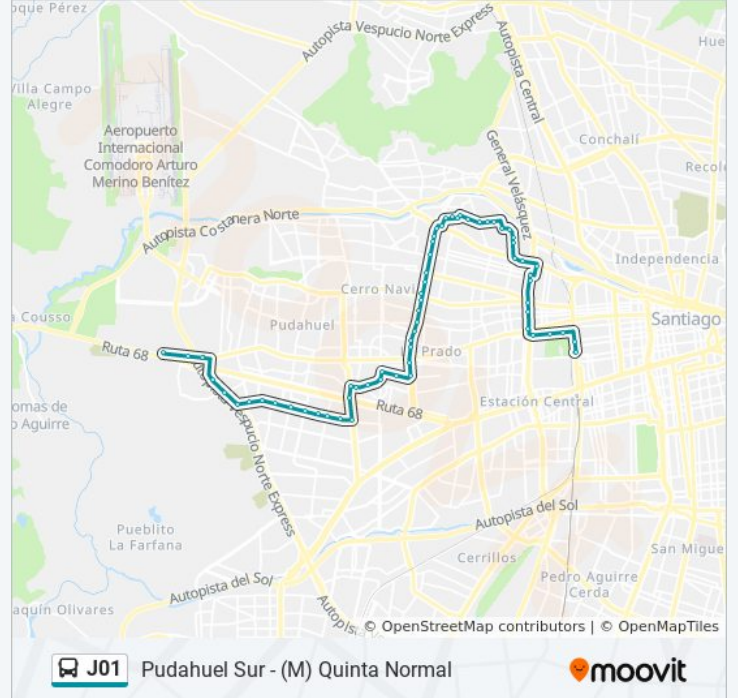 oque Pérez
Autopista Vespucio Norte Express
Autopista Central
Hue
Villa Campo
Alegre
Aeropuerto
Internacional
Comodoro Arturo
Merino Benítez
General Velásquez
Conchalí
Recol
Autopista Costanera Norte
Independencia
Cerro Navi
a Cousso
Pudahuel
Santiago
Ruta 68
Prado
omas de
o Aguirre
Ruta 68
Estación Central
Vespucio Norte Express
Autopista del Sol
Pueblito
La Farfana
Cerrillos
San Migue
Pedro Aguirre
Cerda
Autopista del Sol
aquín Olivares
Autopis
© OpenStreetMap contributors | © OpenMapTiles
J01 Pudahuel Sur - (M) Quinta Normal
moovit